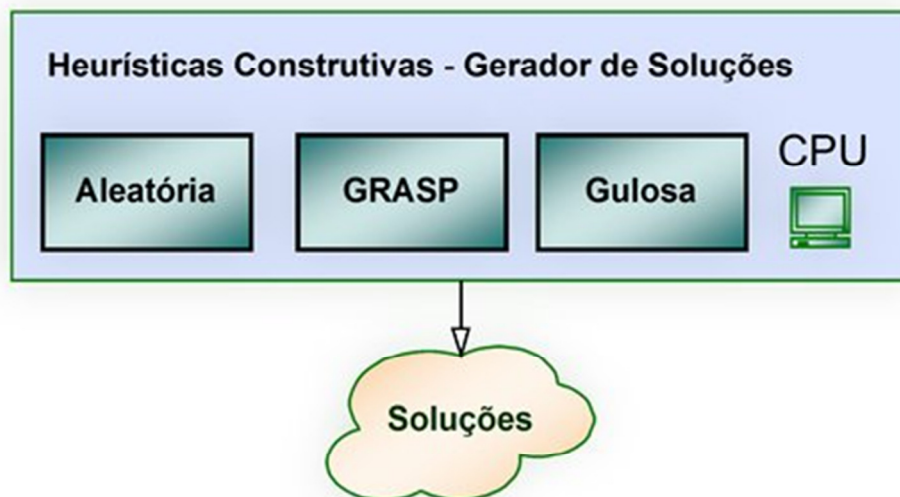 Heurísticas Construtivas - Gerador de Soluções
Aleatória
GRASP
Gulosa
CPU
Soluções